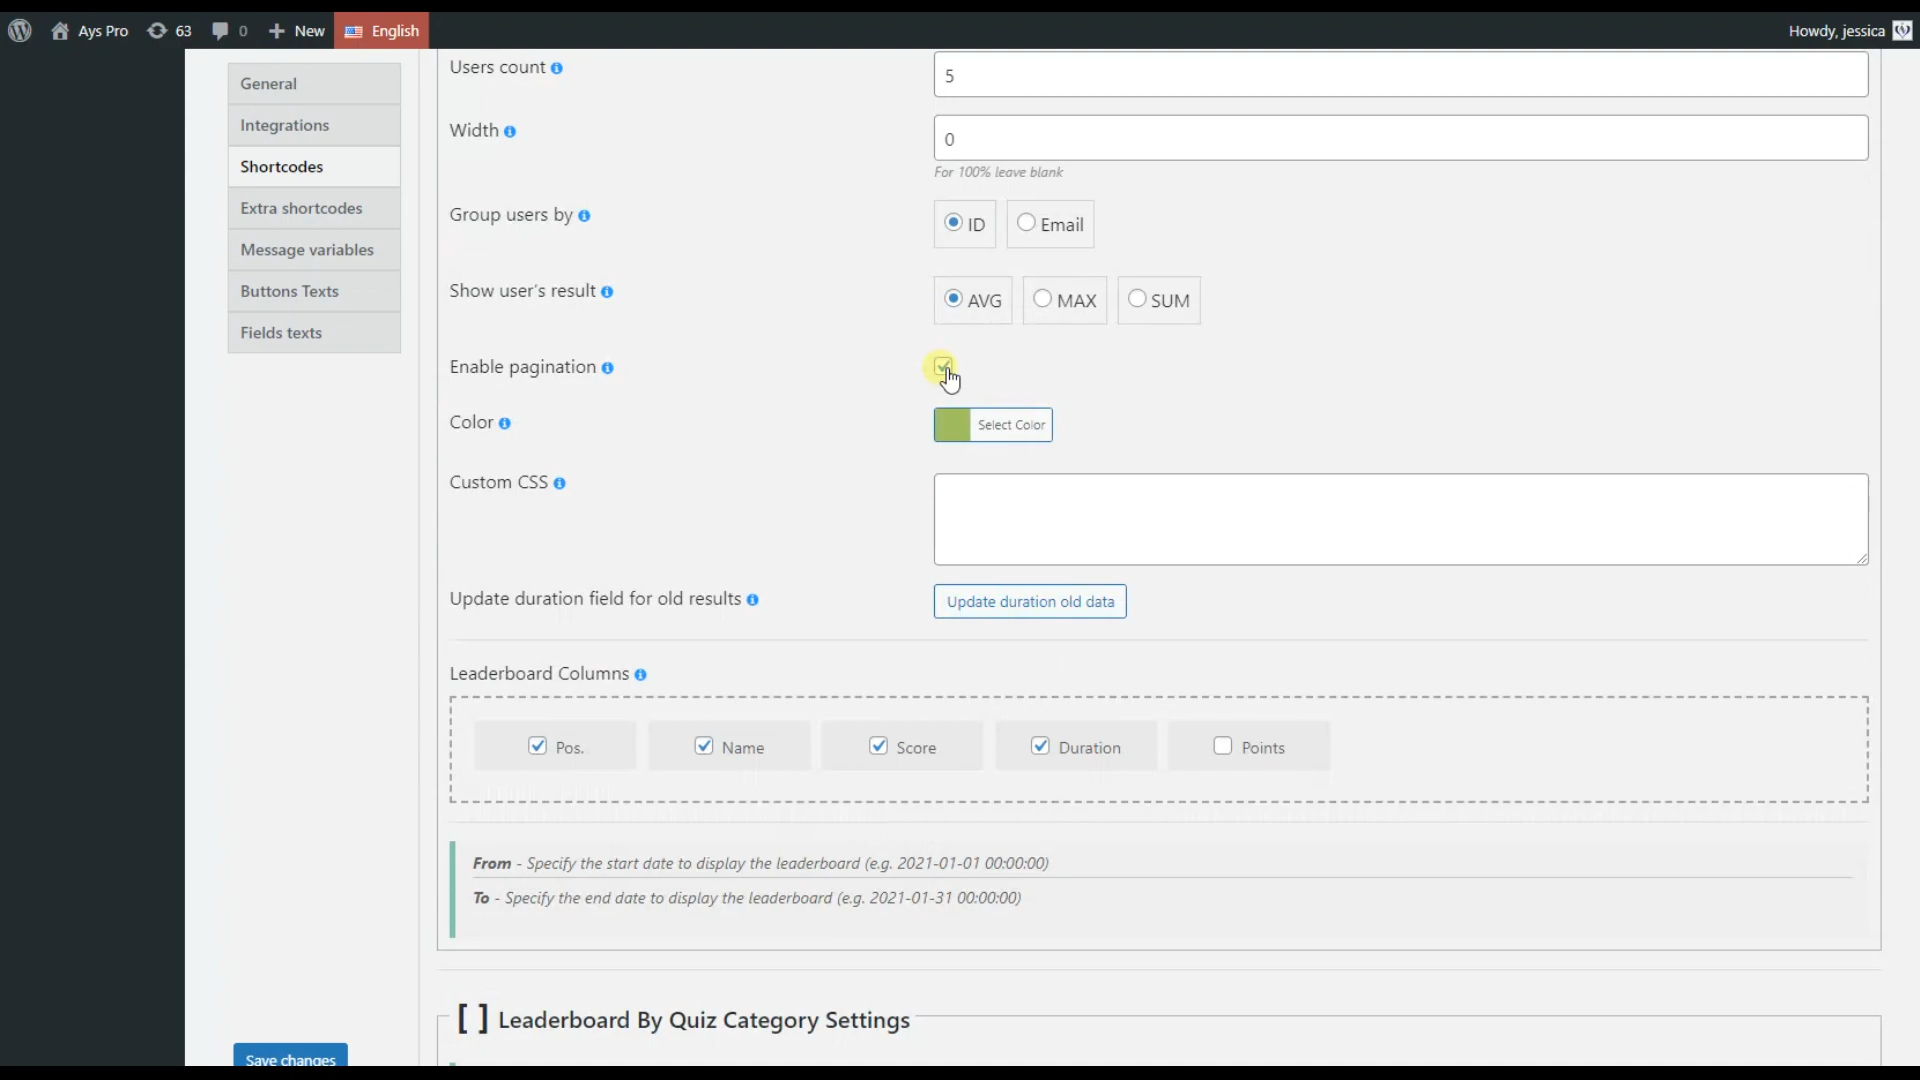 Ays Pro 63 0 New English Howdy, jessica
General
Integrations
Shortcodes
Extra shortcodes
Message variables
Buttons Texts
Fields texts
Save changes
Users count
5
Width
0
For 100% leave blank
Group users by
ID Email
Show user's result
AVG MAX SUM
Enable pagination
Color
Select Color
Custom CSS
Update duration field for old results
Update duration old data
Leaderboard Columns
Pos. Name Score Duration Points
From - Specify the start date to display the leaderboard (e.g. 2021-01-01 00:00:00)
To - Specify the end date to display the leaderboard (e.g. 2021-01-31 00:00:00)
[ ] Leaderboard By Quiz Category Settings